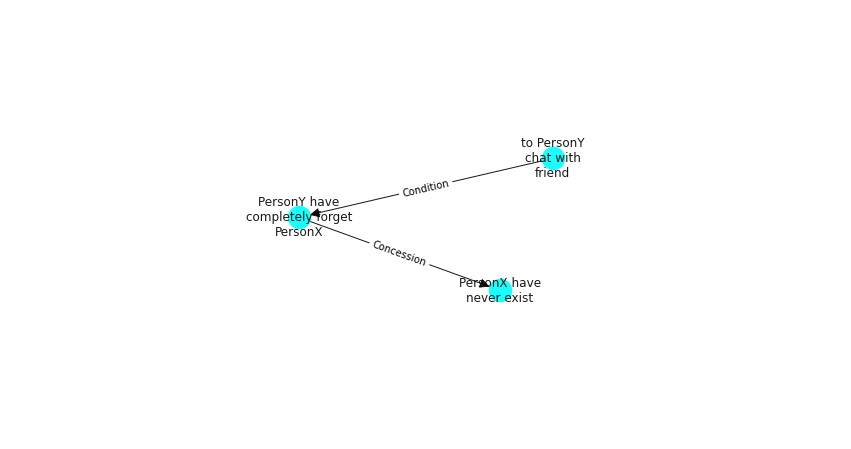 to PersonY
chat with
friend
Condition
PersonY have
completely forget
PersonX
Concession
PersonX have
never exist